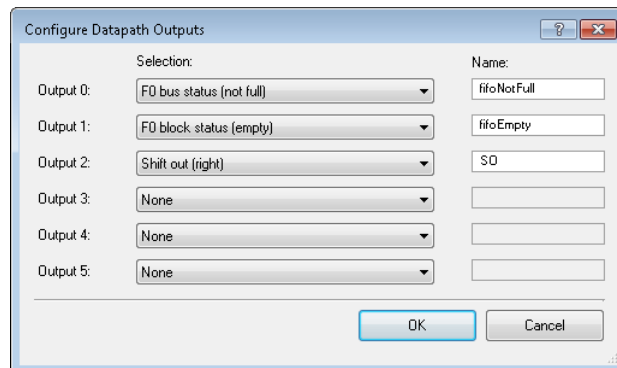 Configure Datapath Outputs
Selection: Name:
Output 0: F0 bus status (not full) fifoNotFull
Output 1: F0 block status (empty) fifoEmpty
Output 2: Shift out (right) SO
Output 3: None
Output 4: None
Output 5: None
OK Cancel